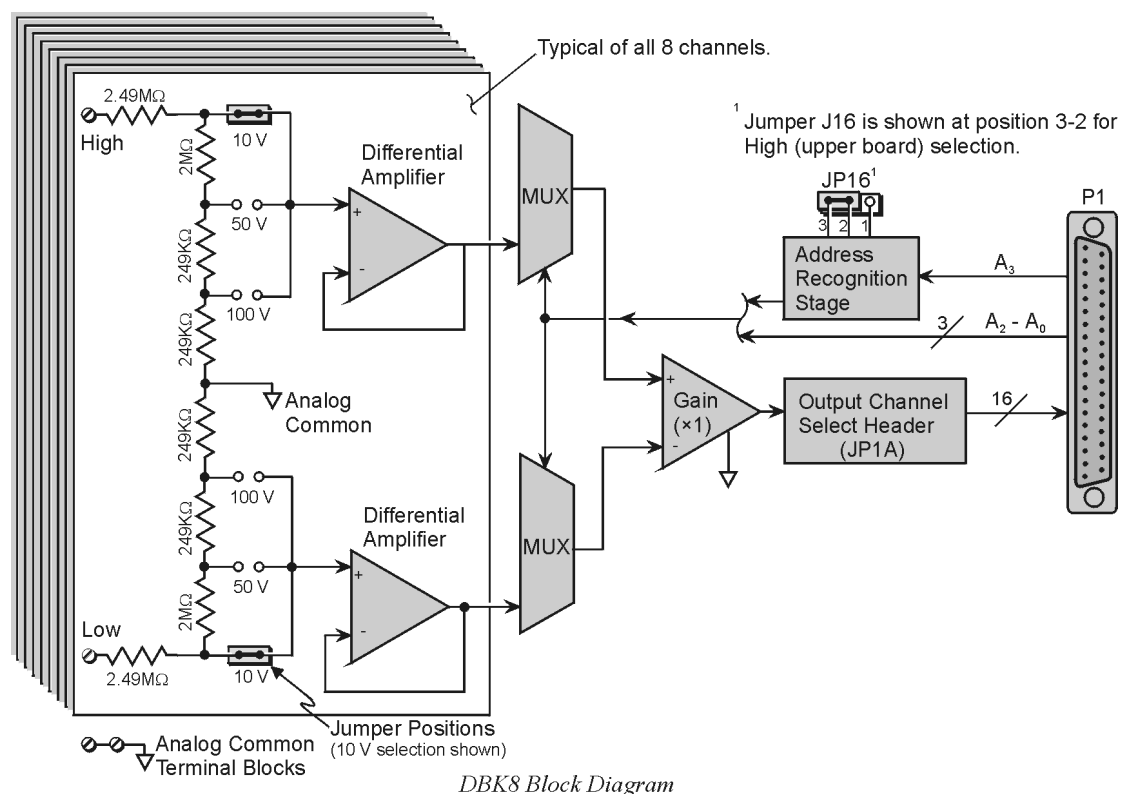 Typical of all 8 channels.
2.49MΩ
High
10 V
2MΩ
50 V
249KΩ
100 V
249KΩ
Analog
Common
249KΩ
100 V
249KΩ
50 V
2MΩ
Low
2.49MΩ
10 V
Differential
Amplifier
+
-
Differential
Amplifier
+
-
MUX
MUX
1 Jumper J16 is shown at position 3-2 for
High (upper board) selection.
JP16¹
3 2 1
Address
Recognition
Stage
P1
A₃
3
A₂ - A₀
+
Gain
(×1)
-
Output Channel
Select Header
(JP1A)
16
Jumper Positions
(10 V selection shown)
Analog Common
Terminal Blocks
DBK8 Block Diagram